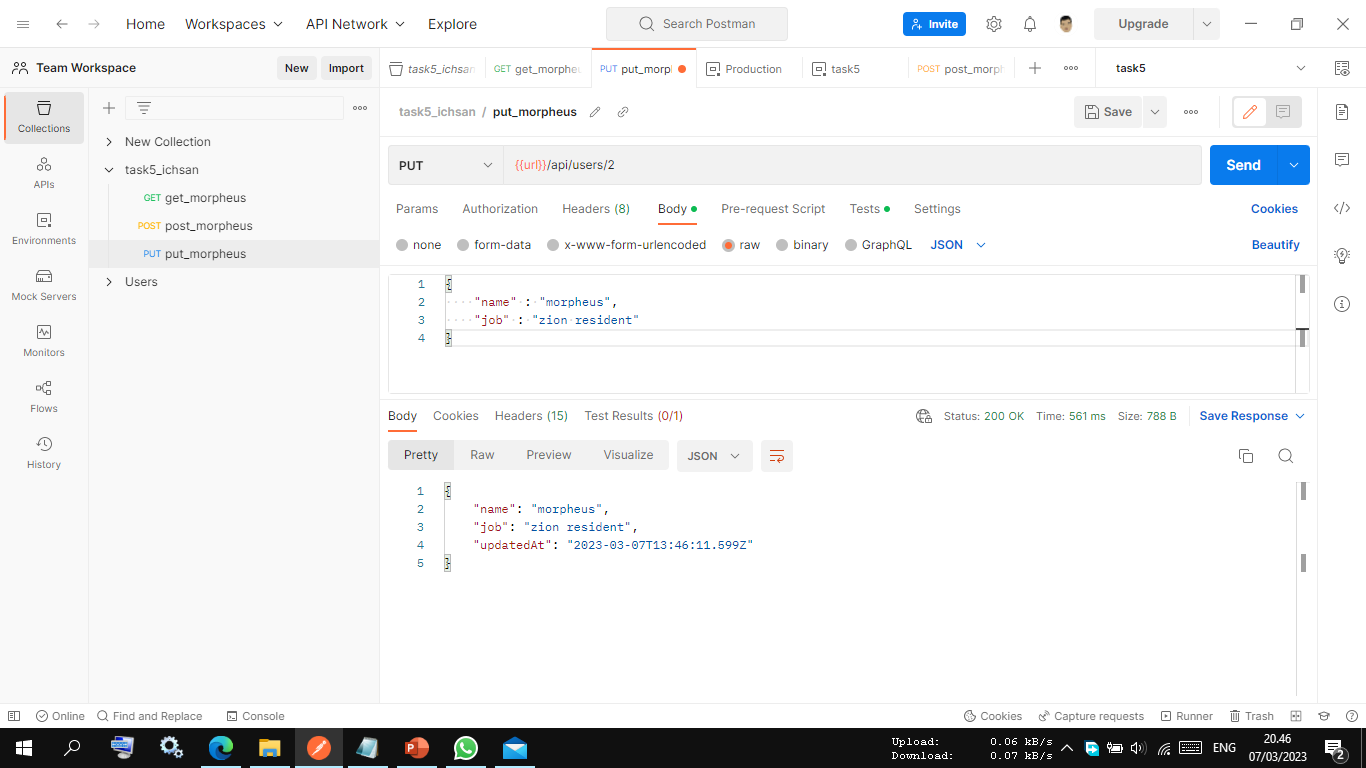 Home Workspaces API Network Explore Search Postman Invite Upgrade
Team Workspace New Import
task5_ichsan GET get_morpheu PUT put_morpl Production task5 POST post_morph task5
Collections
APIs
Environments
Mock Servers
Monitors
Flows
History
New Collection
task5_ichsan
GET get_morpheus
POST post_morpheus
PUT put_morpheus
Users
task5_ichsan / put_morpheus Save
PUT {{url}}/api/users/2 Send
Params Authorization Headers (8) Body Pre-request Script Tests Settings Cookies
none form-data x-www-form-urlencoded raw binary GraphQL JSON Beautify
1 {
2 "name" : "morpheus",
3 "job" : "zion resident"
4 }
Body Cookies Headers (15) Test Results (0/1) Status: 200 OK Time: 561 ms Size: 788 B Save Response
Pretty Raw Preview Visualize JSON
1 {
2 "name": "morpheus",
3 "job": "zion resident",
4 "updatedAt": "2023-03-07T13:46:11.599Z"
5 }
Online Find and Replace Console Cookies Capture requests Runner Trash
Upload: 0.06 kB/s
Download: 0.07 kB/s
ENG
20.46
07/03/2023
2